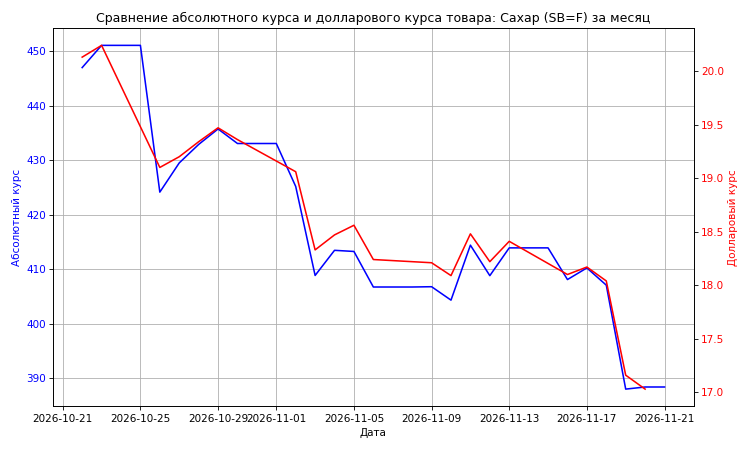 Сравнение абсолютного курса и долларового курса товара: Сахар (SB=F) за месяц
450
440
430
420
410
400
390
Абсолютный курс
20.0
19.5
19.0
18.5
18.0
17.5
17.0
Долларовый курс
2026-10-21 2026-10-25 2026-10-29 2026-11-01 2026-11-05 2026-11-09 2026-11-13 2026-11-17 2026-11-21
Дата